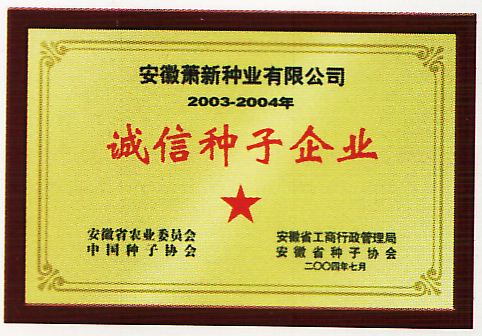 安徽萧新种业有限公司
2003-2004年
诚信种子企业
安徽省农业委员会
中国种子协会
安徽省工商行政管理局
安徽省种子协会
二〇〇四年七月